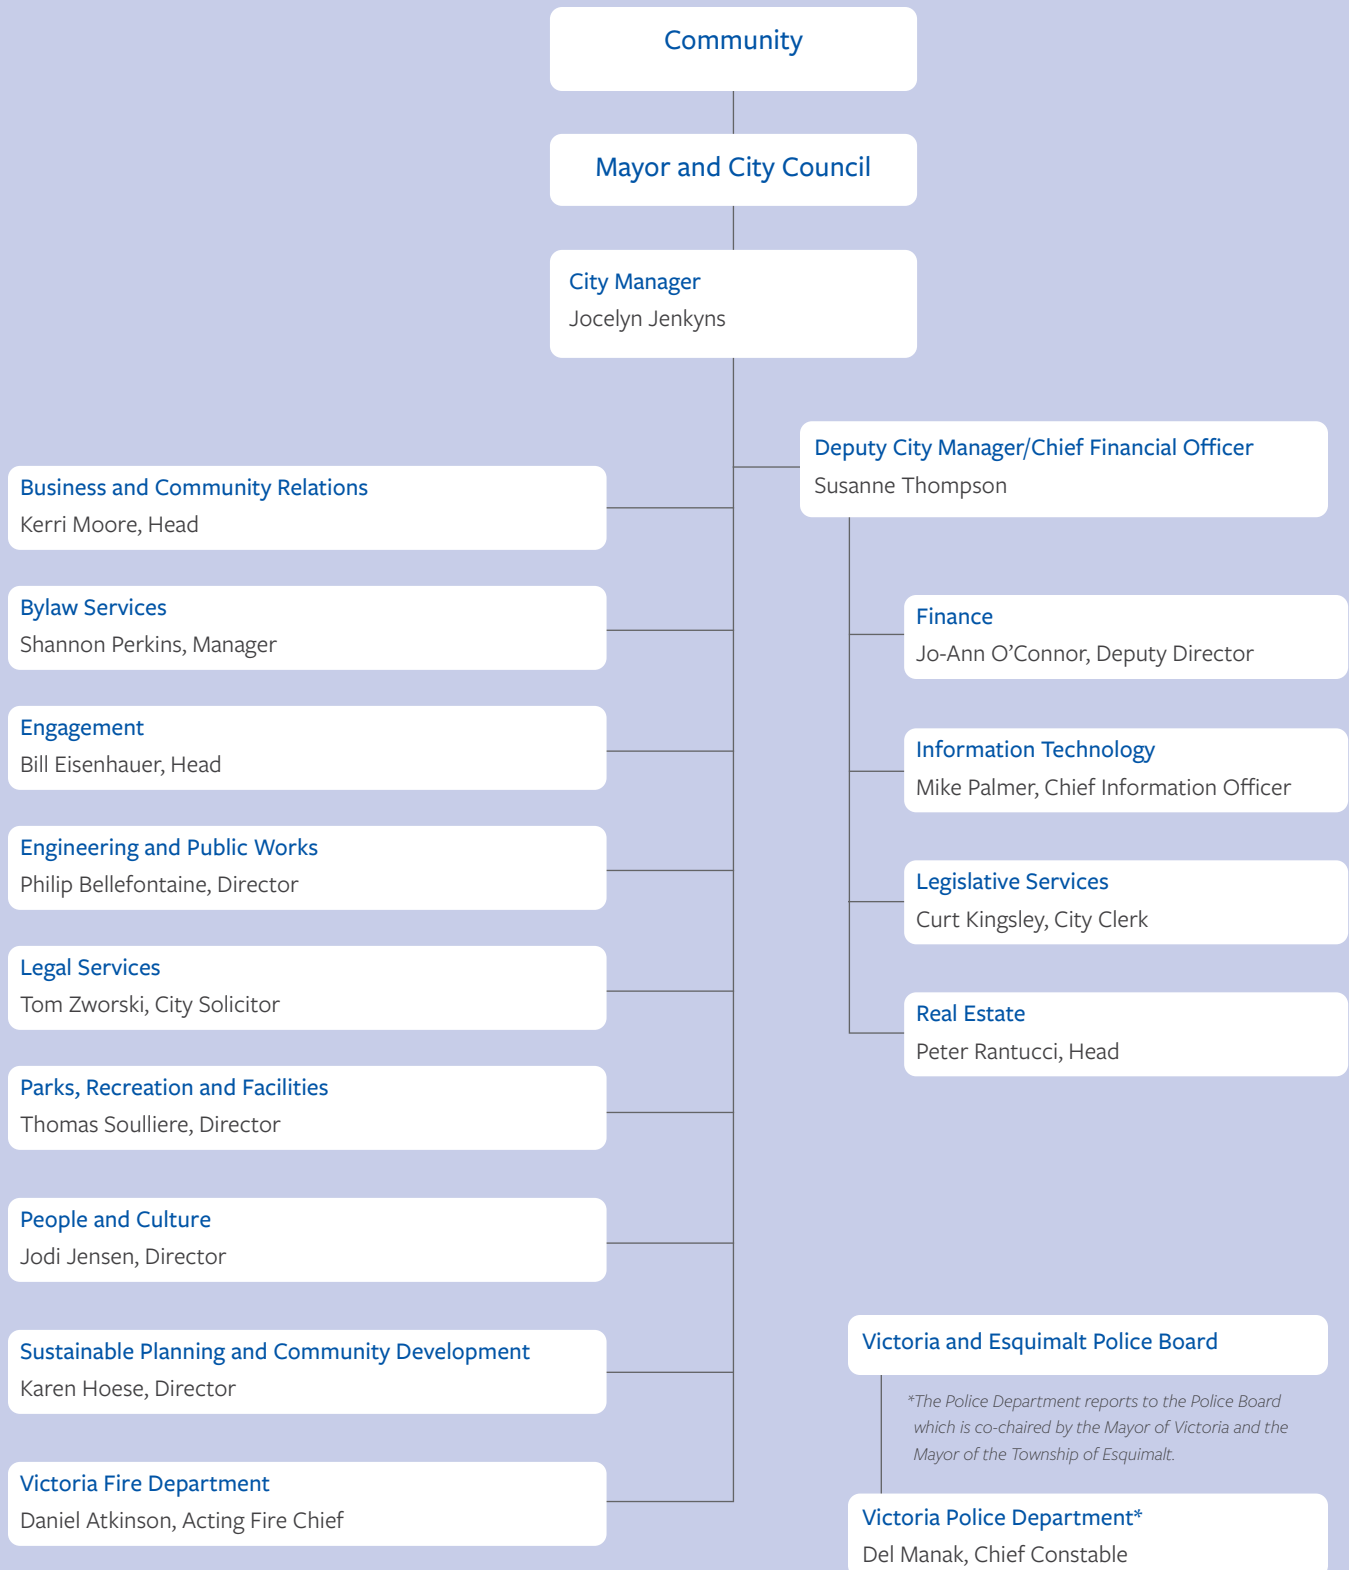 Community
Mayor and City Council
City Manager
Jocelyn Jenkyns
Deputy City Manager/Chief Financial Officer
Susanne Thompson
Business and Community Relations
Kerri Moore, Head
Bylaw Services
Shannon Perkins, Manager
Engagement
Bill Eisenhauer, Head
Engineering and Public Works
Philip Bellefontaine, Director
Legal Services
Tom Zworski, City Solicitor
Parks, Recreation and Facilities
Thomas Soulliere, Director
People and Culture
Jodi Jensen, Director
Sustainable Planning and Community Development
Karen Hoese, Director
Victoria Fire Department
Daniel Atkinson, Acting Fire Chief
Finance
Jo-Ann O’Connor, Deputy Director
Information Technology
Mike Palmer, Chief Information Officer
Legislative Services
Curt Kingsley, City Clerk
Real Estate
Peter Rantucci, Head
Victoria and Esquimalt Police Board
*The Police Department reports to the Police Board
which is co-chaired by the Mayor of Victoria and the
Mayor of the Township of Esquimalt.
Victoria Police Department*
Del Manak, Chief Constable